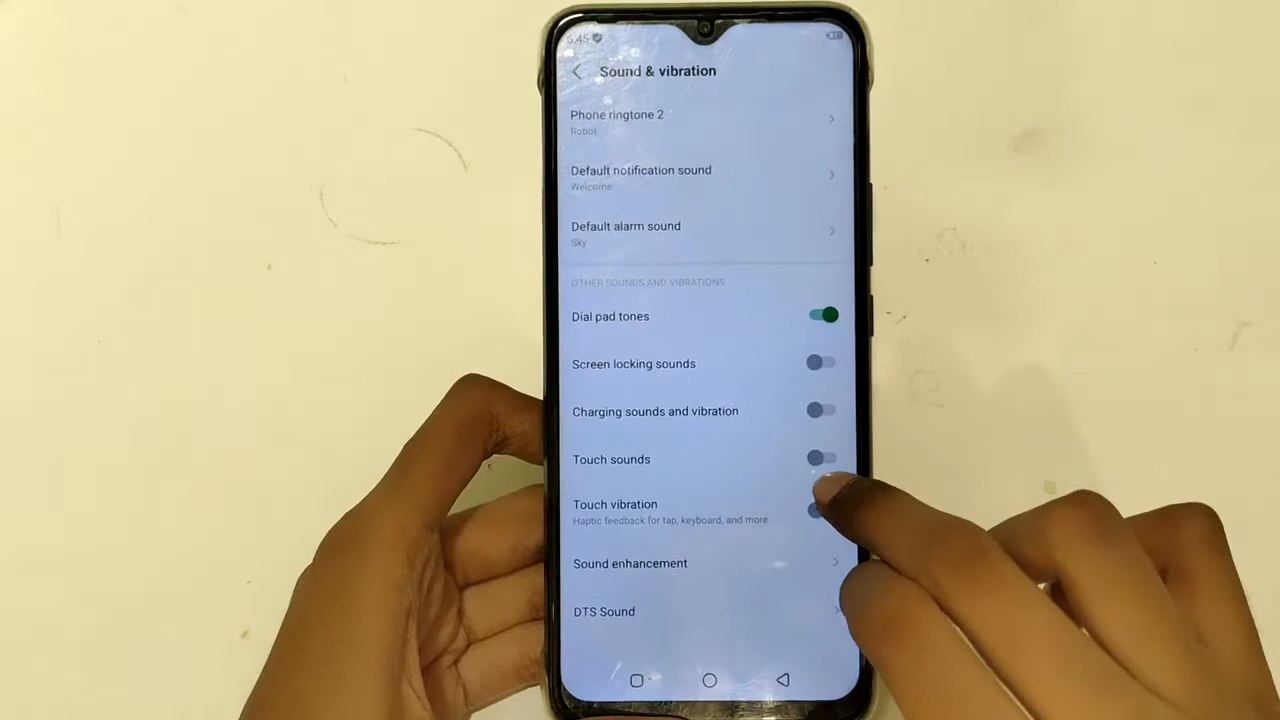 6:45
Sound & vibration
Phone ringtone 2
Robot
Default notification sound
Welcome
Default alarm sound
Sky
OTHER SOUNDS AND VIBRATIONS
Dial pad tones
Screen locking sounds
Charging sounds and vibration
Touch sounds
Touch vibration
Haptic feedback for tap, keyboard, and more
Sound enhancement
DTS Sound